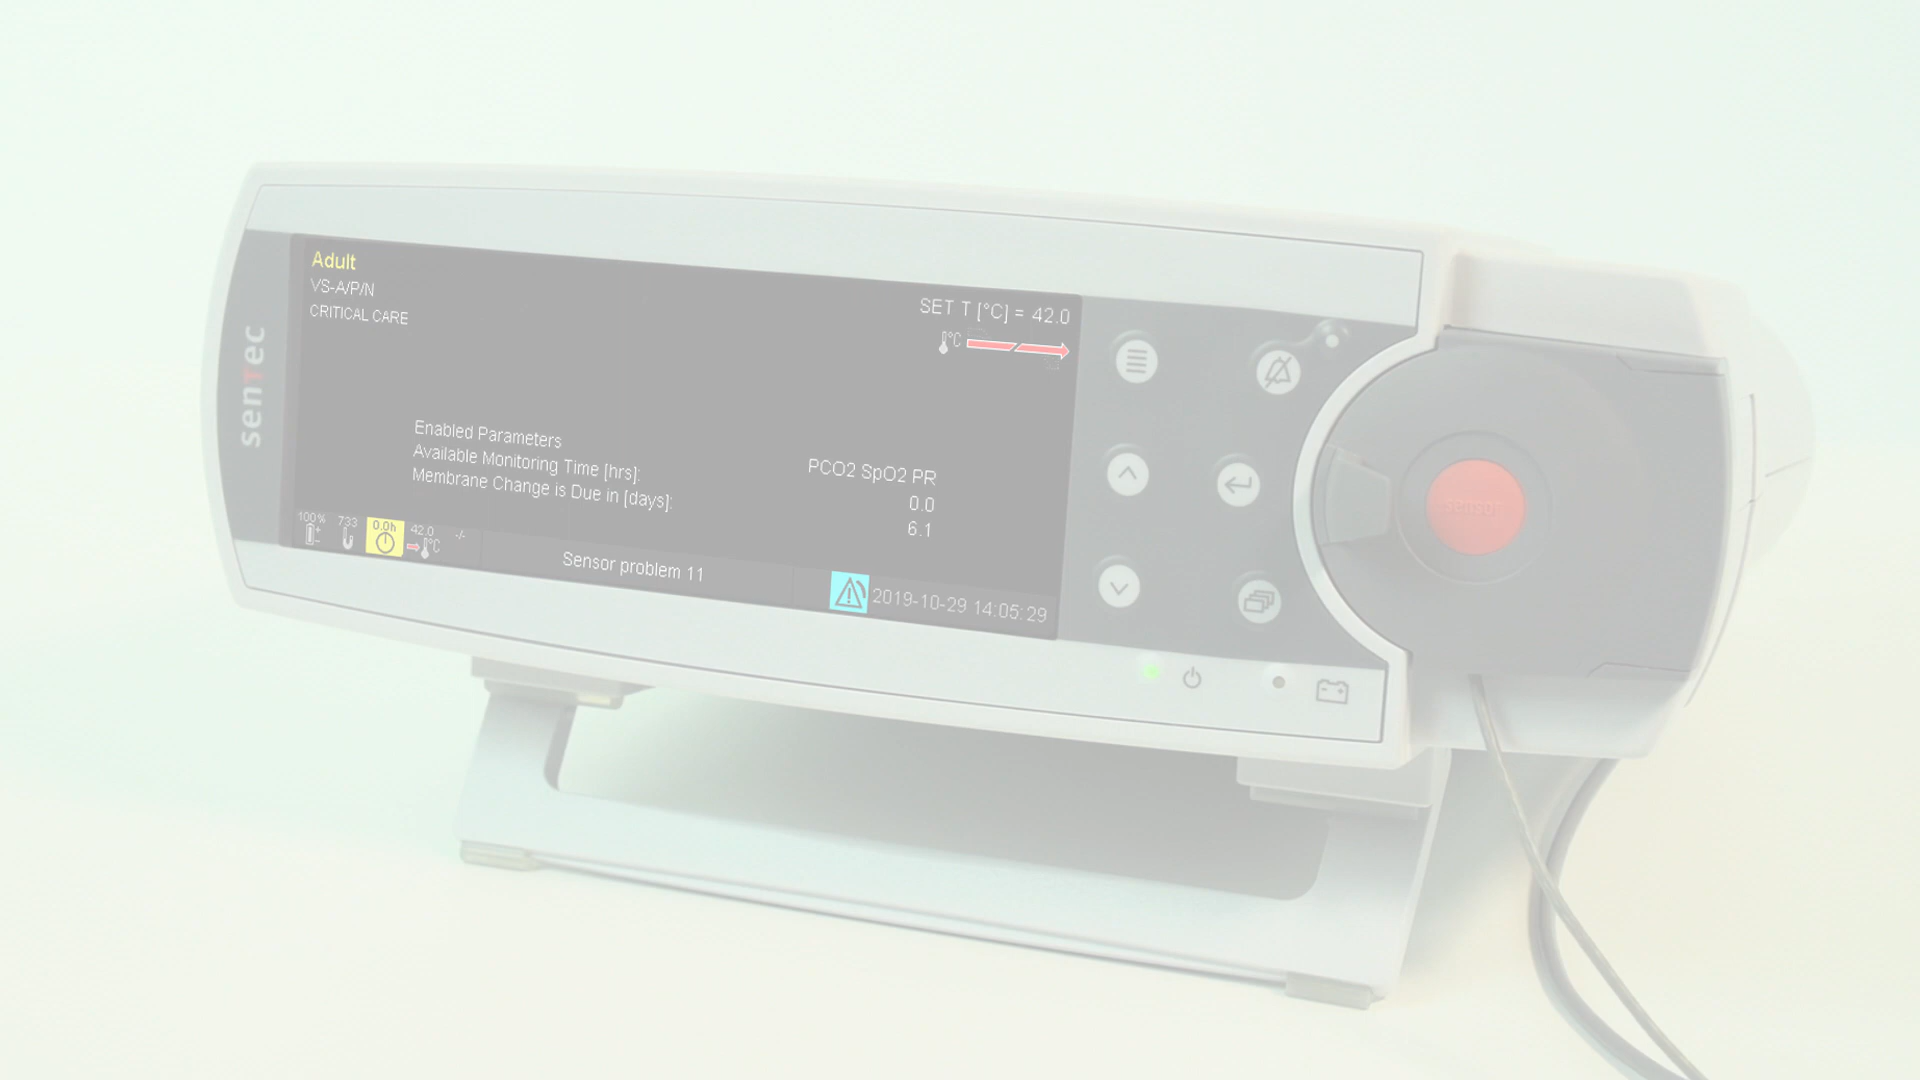 Adult
VS-A/P/N
CRITICAL CARE
SET T [°C] = 42.0
°C
sentec
Enabled Parameters PCO2 SpO2 PR
Available Monitoring Time [hrs]: 0.0
Membrane Change is Due in [days]: 6.1
100% 733 0.0h 42.0 -/-
°C
Sensor problem 11
2019-10-29 14:05:29
sensor